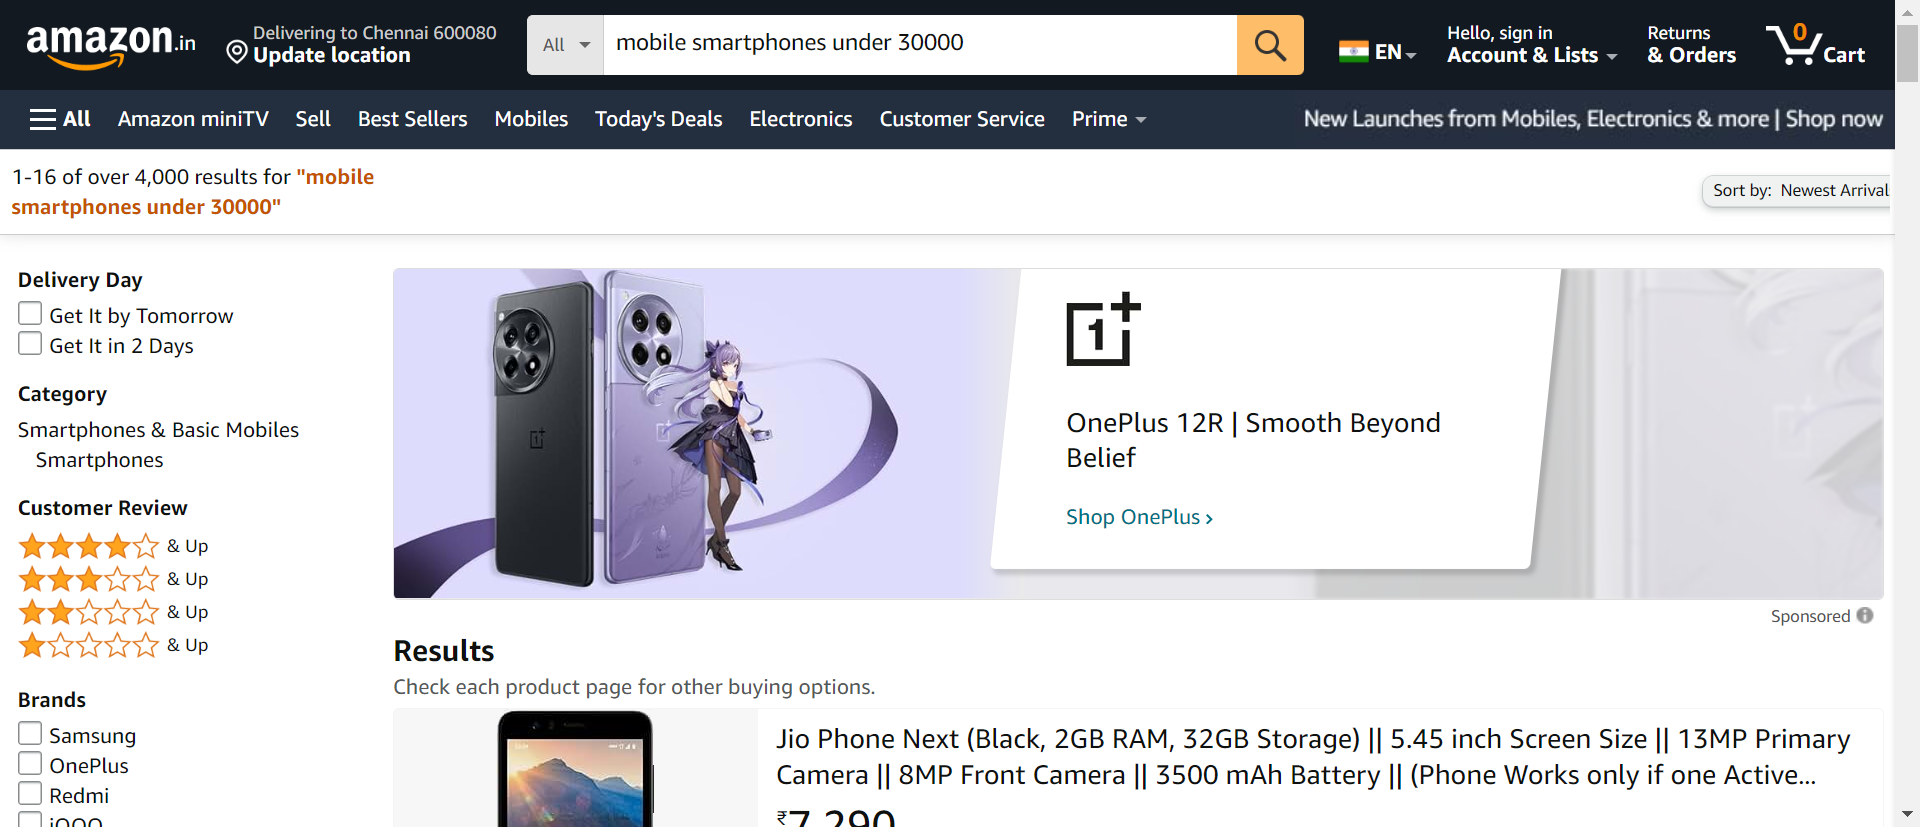 amazon.in
Delivering to Chennai 600080
Update location
All
mobile smartphones under 30000
EN
Hello, sign in
Account & Lists
Returns
& Orders
0
Cart
All
Amazon miniTV
Sell
Best Sellers
Mobiles
Today's Deals
Electronics
Customer Service
Prime
New Launches from Mobiles, Electronics & more | Shop now
1-16 of over 4,000 results for "mobile
smartphones under 30000"
Sort by: Newest Arrival
Delivery Day
Get It by Tomorrow
Get It in 2 Days
Category
Smartphones & Basic Mobiles
Smartphones
Customer Review
& Up
& Up
& Up
& Up
Brands
Samsung
OnePlus
Redmi
iQOO
1+
OnePlus 12R | Smooth Beyond
Belief
Shop OnePlus ›
Sponsored
Results
Check each product page for other buying options.
Jio Phone Next (Black, 2GB RAM, 32GB Storage) || 5.45 inch Screen Size || 13MP Primary
Camera || 8MP Front Camera || 3500 mAh Battery || (Phone Works only if one Active...
₹7,290